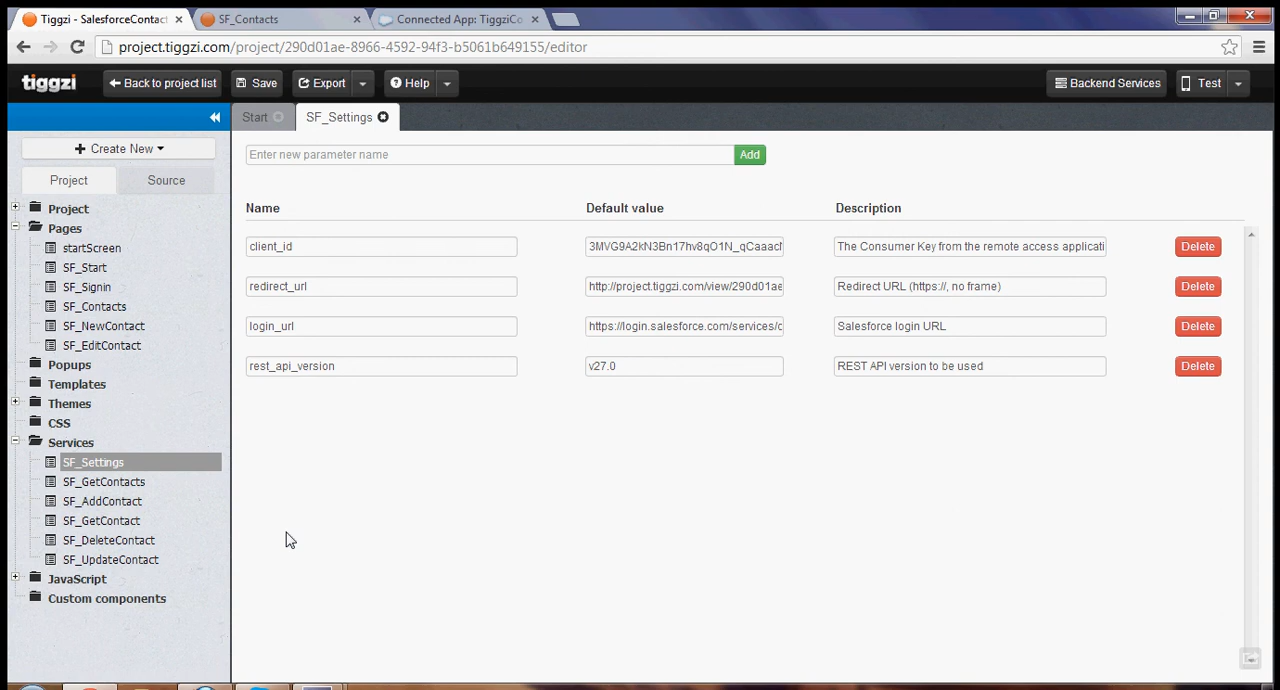 Tiggzi - SalesforceContact
SF_Contacts
Connected App: TiggziCo
project.tiggzi.com/project/290d01ae-8966-4592-94f3-b5061b649155/editor
tiggzi
Back to project list
Save
Export
Help
Backend Services
Test
Start
SF_Settings
Create New
Enter new parameter name
Add
Project
Source
Name
Default value
Description
Project
Pages
startScreen
SF_Start
SF_Signin
SF_Contacts
SF_NewContact
SF_EditContact
Popups
Templates
Themes
CSS
Services
SF_Settings
SF_GetContacts
SF_AddContact
SF_GetContact
SF_DeleteContact
SF_UpdateContact
JavaScript
Custom components
client_id
3MVG9A2kN3Bn17hv8qO1N_qCaaacl
The Consumer Key from the remote access applicati
Delete
redirect_url
http://project.tiggzi.com/view/290d01ae
Redirect URL (https://, no frame)
Delete
login_url
https://login.salesforce.com/services/c
Salesforce login URL
Delete
rest_api_version
v27.0
REST API version to be used
Delete